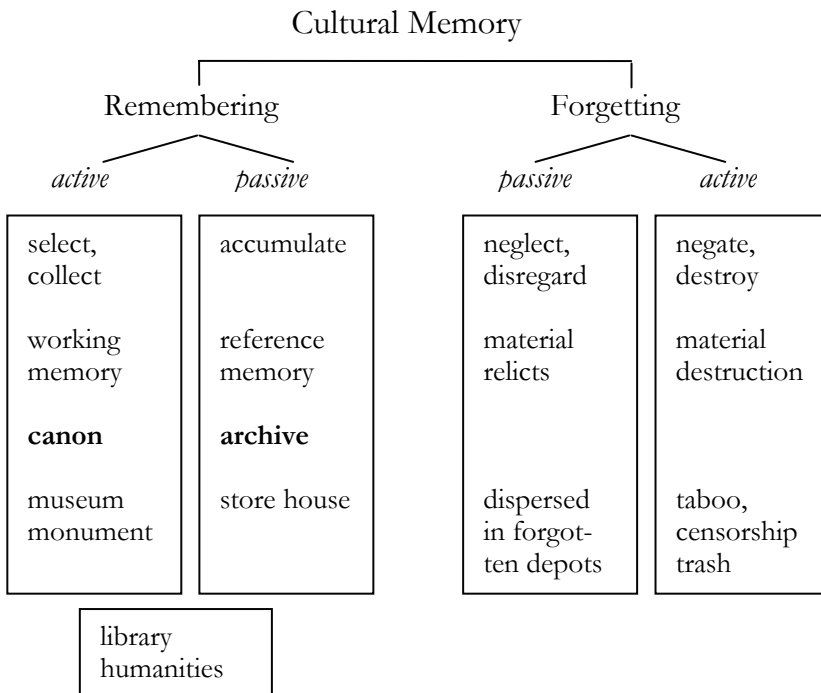 Cultural Memory
Remembering
Forgetting
active
passive
passive
active
select,
collect
working
memory
canon
museum
monument
accumulate
reference
memory
archive
store house
neglect,
disregard
material
relicts
dispersed
in forgot-
ten depots
negate,
destroy
material
destruction
taboo,
censorship
trash
library
humanities